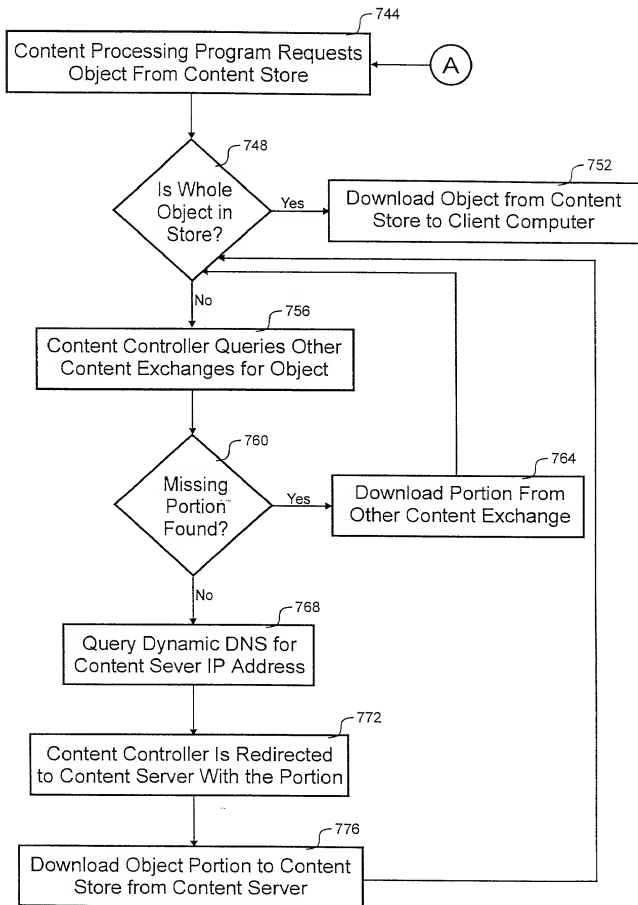 744
Content Processing Program Requests
Object From Content Store
A
748
Is Whole
Object in
Store?
Yes
752
Download Object from Content
Store to Client Computer
No
756
Content Controller Queries Other
Content Exchanges for Object
760
Missing
Portion
Found?
Yes
764
Download Portion From
Other Content Exchange
No
768
Query Dynamic DNS for
Content Sever IP Address
772
Content Controller Is Redirected
to Content Server With the Portion
776
Download Object Portion to Content
Store from Content Server